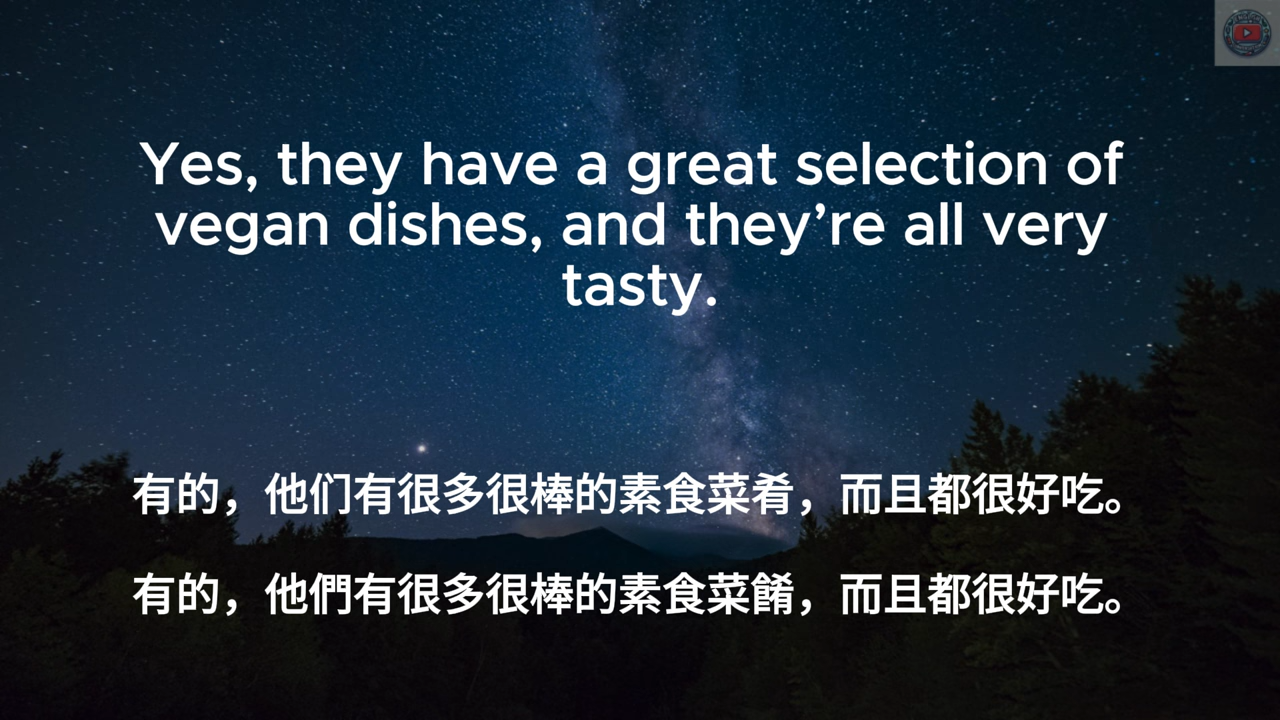 Yes, they have a great selection of
vegan dishes, and they’re all very
tasty.
有的，他们有很多很棒的素食菜肴，而且都很好吃。
有的，他們有很多很棒的素食菜餚，而且都很好吃。